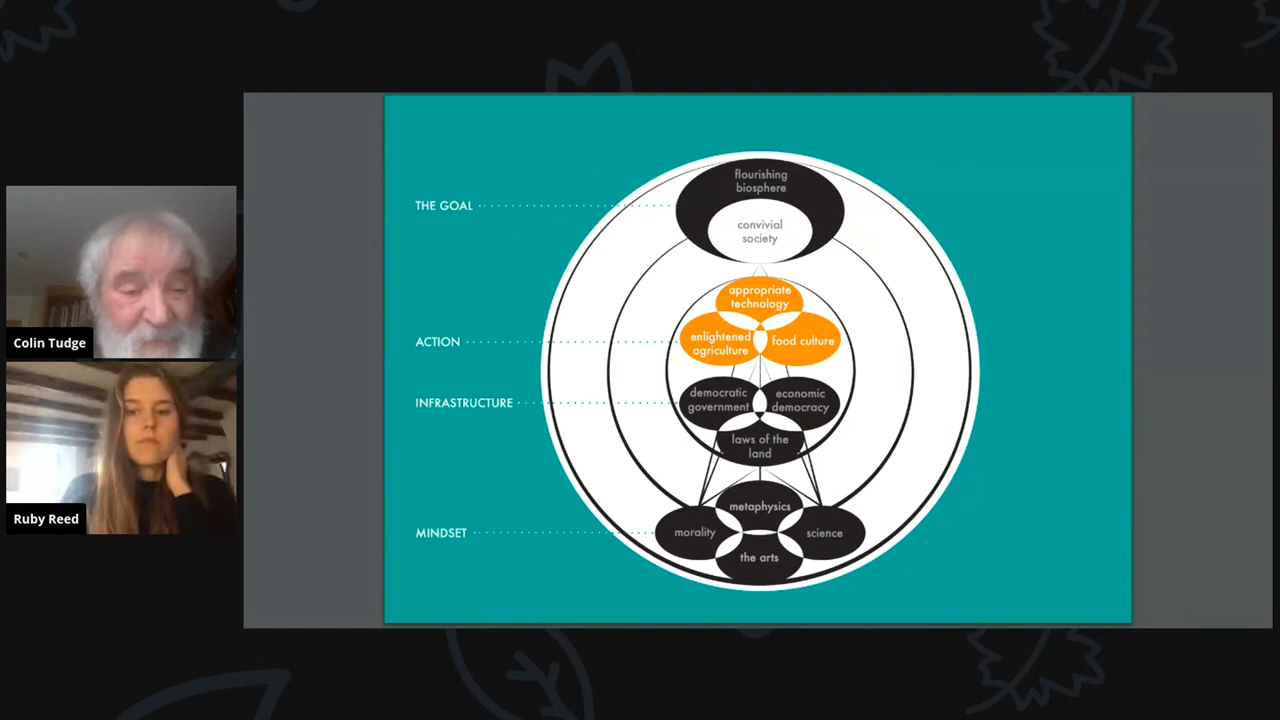 Colin Tudge
Ruby Reed
THE GOAL
flourishing
biosphere
convivial
society
ACTION
appropriate
technology
enlightened
agriculture
food culture
INFRASTRUCTURE
democratic
government
economic
democracy
laws of the
land
MINDSET
metaphysics
morality
science
the arts